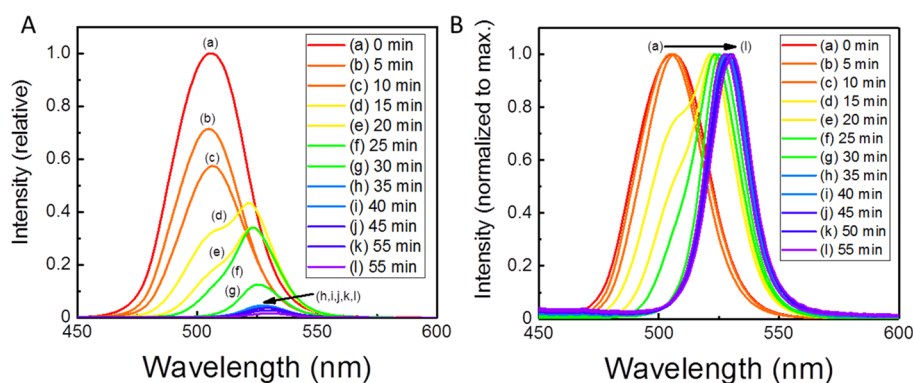 A
Intensity (relative)
1.0
0.8
0.6
0.4
0.2
0
450
500
550
600
Wavelength (nm)
(a)
(b)
(c)
(d)
(e)
(f)
(g)
(h,i,j,k,l)
(a) 0 min
(b) 5 min
(c) 10 min
(d) 15 min
(e) 20 min
(f) 25 min
(g) 30 min
(h) 35 min
(i) 40 min
(j) 45 min
(k) 55 min
(l) 55 min
B
Intensity (normalized to max.)
1.0
0.8
0.6
0.4
0.2
0.0
450
500
550
600
Wavelength (nm)
(a)
(l)
(a) 0 min
(b) 5 min
(c) 10 min
(d) 15 min
(e) 20 min
(f) 25 min
(g) 30 min
(h) 35 min
(i) 40 min
(j) 45 min
(k) 50 min
(l) 55 min